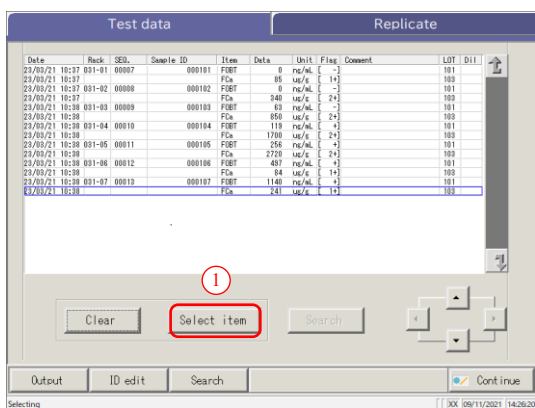 Test data Replicate
Date Rack SEQ. Sample ID Item Data Unit Flag Comment LOT Dil
23/03/21 10:37 031-01 00007 000101 FOBT 0 ng/mL [ -] 101
23/03/21 10:37 FCa 85 ug/g [ 1+] 103
23/03/21 10:37 031-02 00008 000102 FOBT 0 ng/mL [ -] 101
23/03/21 10:37 FCa 340 ug/g [ 2+] 103
23/03/21 10:38 031-03 00009 000103 FOBT 63 ng/mL [ -] 101
23/03/21 10:38 FCa 850 ug/g [ 2+] 103
23/03/21 10:38 031-04 00010 000104 FOBT 119 ng/mL [ +] 101
23/03/21 10:38 FCa 1700 ug/g [ 2+] 103
23/03/21 10:38 031-05 00011 000105 FOBT 256 ng/mL [ +] 101
23/03/21 10:38 FCa 2720 ug/g [ 2+] 103
23/03/21 10:38 031-06 00012 000106 FOBT 497 ng/mL [ +] 101
23/03/21 10:38 FCa 84 ug/g [ 1+] 103
23/03/21 10:38 031-07 00013 000107 FOBT 1140 ng/mL [ +] 101
23/03/21 10:38 FCa 241 ug/g [ 1+] 103
1
Clear Select item Search
Output ID edit Search Continue
Selecting XX 09/11/2021 14:26:20